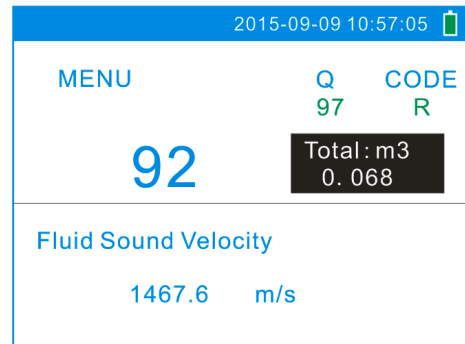 2015-09-09 10:57:05
MENU Q CODE
97 R
92
Total:m3
0.068
Fluid Sound Velocity
1467.6 m/s